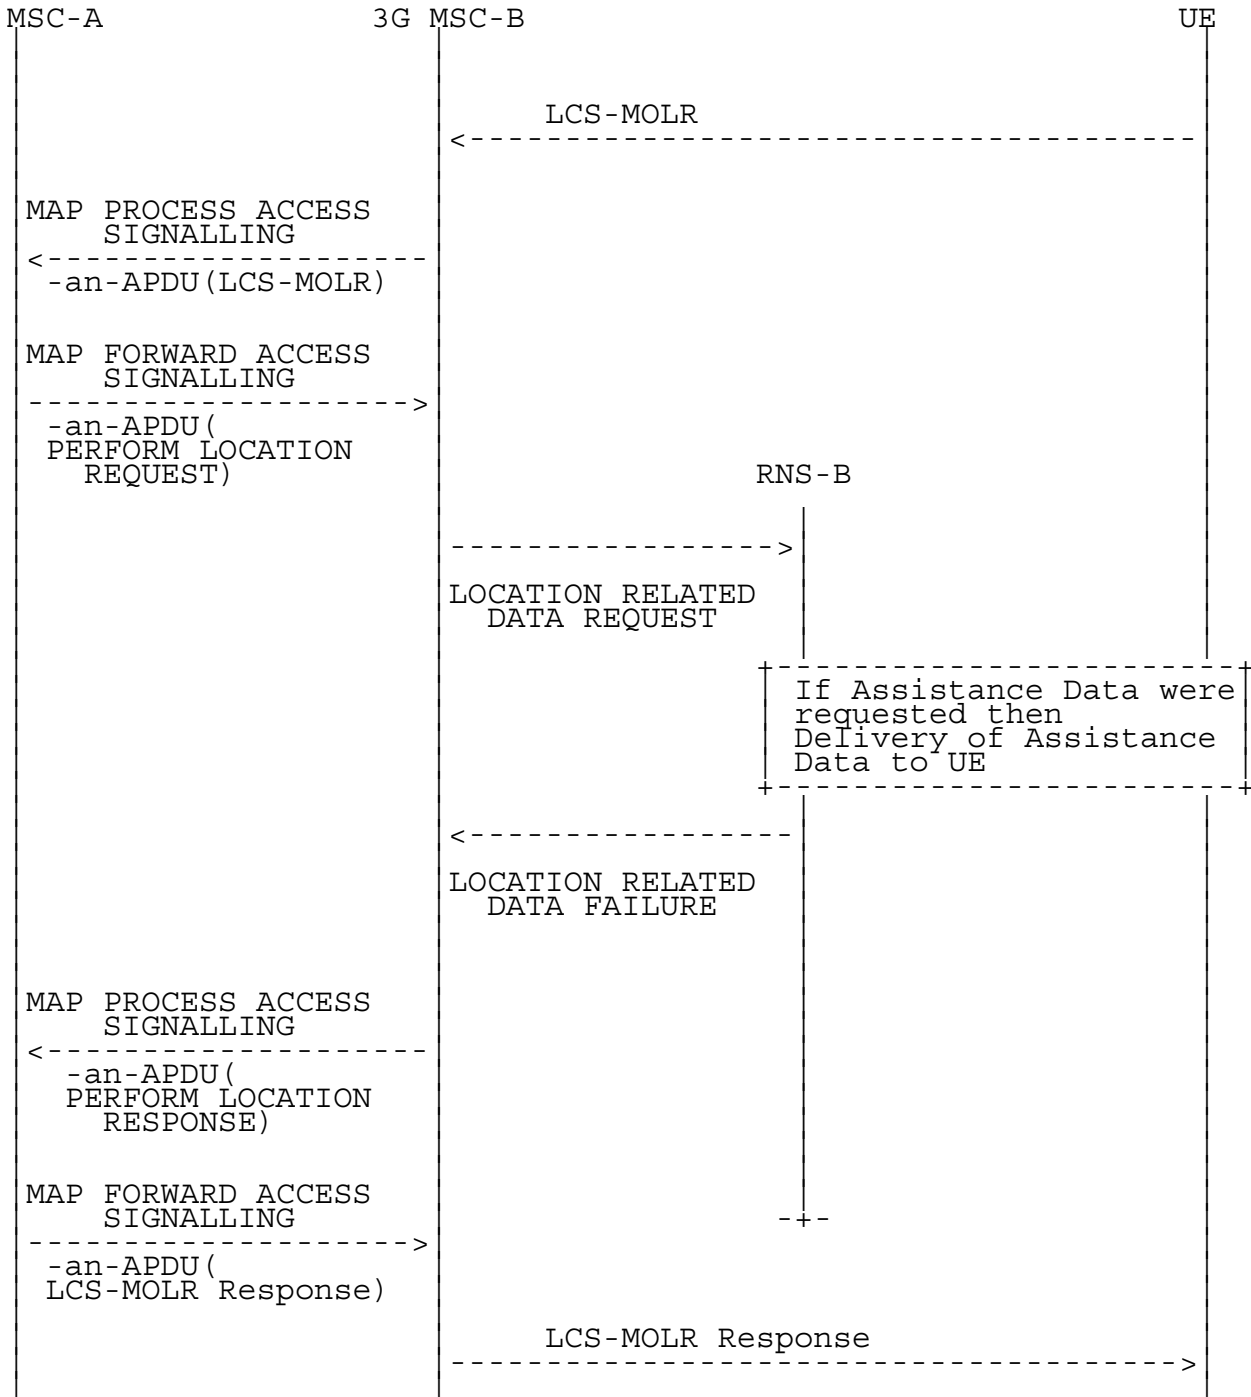 MSC-A 3G MSC-B UE
LCS-MOLR
MAP PROCESS ACCESS
SIGNALLING
-an-APDU(LCS-MOLR)
MAP FORWARD ACCESS
SIGNALLING
-an-APDU(
PERFORM LOCATION
REQUEST)
RNS-B
LOCATION RELATED
DATA REQUEST
If Assistance Data were
requested then
Delivery of Assistance
Data to UE
LOCATION RELATED
DATA FAILURE
MAP PROCESS ACCESS
SIGNALLING
-an-APDU(
PERFORM LOCATION
RESPONSE)
MAP FORWARD ACCESS
SIGNALLING
-an-APDU(
LCS-MOLR Response)
LCS-MOLR Response